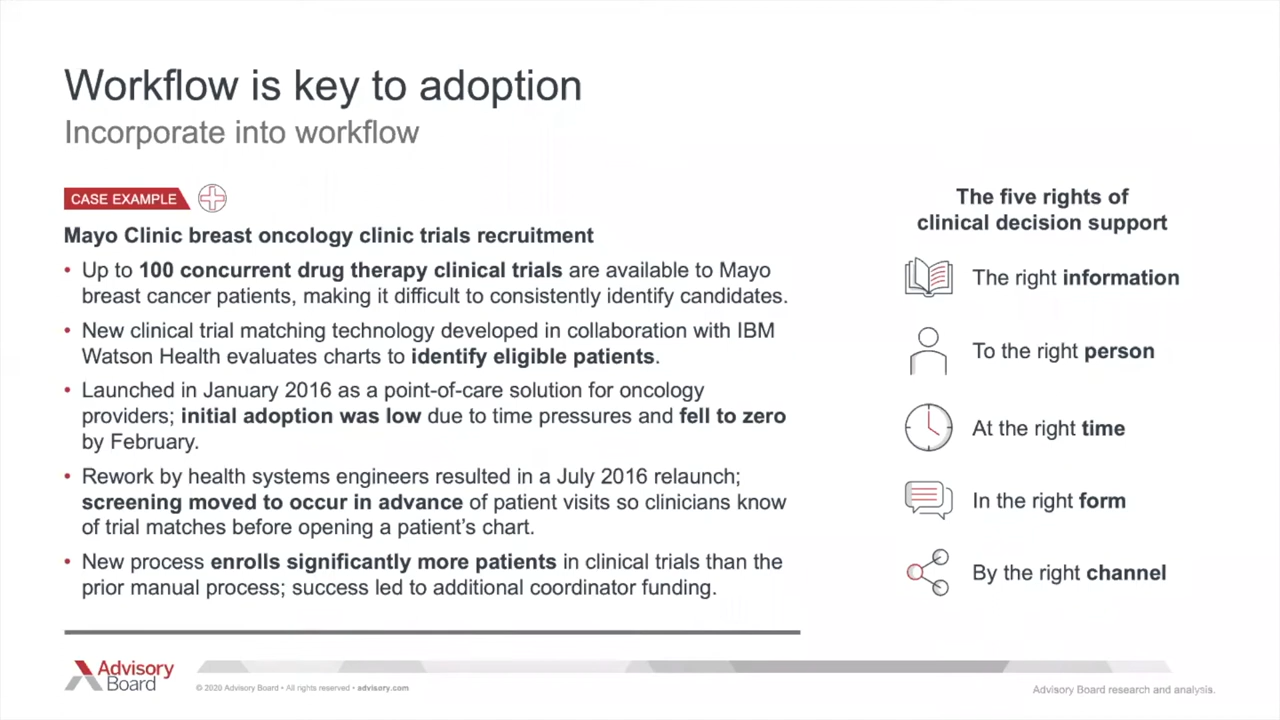 Workflow is key to adoption
Incorporate into workflow
CASE EXAMPLE
Mayo Clinic breast oncology clinic trials recruitment
• Up to 100 concurrent drug therapy clinical trials are available to Mayo
breast cancer patients, making it difficult to consistently identify candidates.
• New clinical trial matching technology developed in collaboration with IBM
Watson Health evaluates charts to identify eligible patients.
• Launched in January 2016 as a point-of-care solution for oncology
providers; initial adoption was low due to time pressures and fell to zero
by February.
• Rework by health systems engineers resulted in a July 2016 relaunch;
screening moved to occur in advance of patient visits so clinicians know
of trial matches before opening a patient's chart.
• New process enrolls significantly more patients in clinical trials than the
prior manual process; success led to additional coordinator funding.
The five rights of
clinical decision support
The right information
To the right person
At the right time
In the right form
By the right channel
Advisory
Board
© 2020 Advisory Board • All rights reserved • advisory.com
Advisory Board research and analysis.